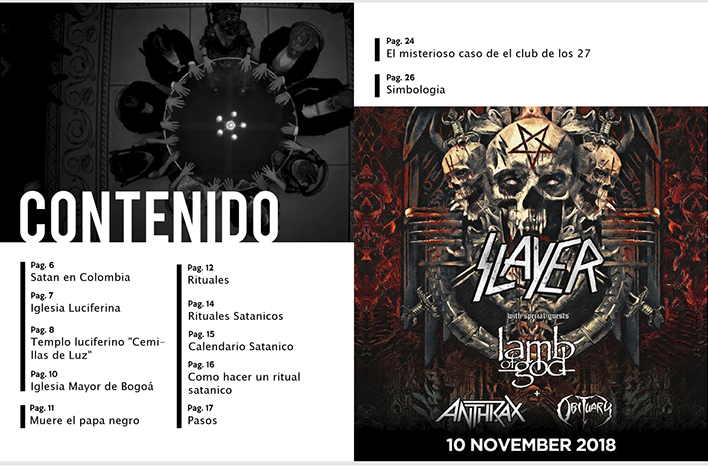 CONTENIDO
Pag. 6
Satan en Colombia
Pag. 7
Iglesia Luciferina
Pag. 8
Templo luciferino "Cemi-
llas de Luz"
Pag. 10
Iglesia Mayor de Bogoá
Pag. 11
Muere el papa negro
Pag. 12
Rituales
Pag. 14
Rituales Satanicos
Pag. 15
Calendario Satanico
Pag. 16
Como hacer un ritual
satanico
Pag. 17
Pasos
Pag. 24
El misterioso caso de el club de los 27
Pag. 26
Simbologia
SLAYER
with special guests
lamb
of god
+
ANTHRAX OBITUARY
10 NOVEMBER 2018